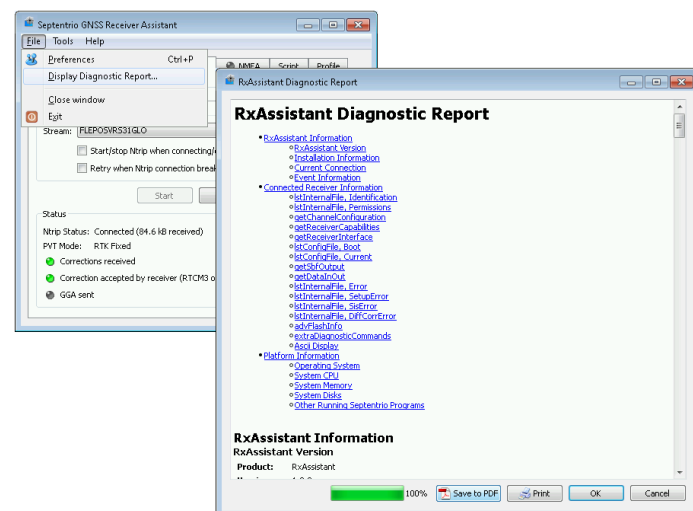 Septentrio GNSS Receiver Assistant
File Tools Help
Preferences Ctrl+P
Display Diagnostic Report...
Close window
Exit
NMEA Script Profile
Stream: FLEPOSVRS31GLO
Start/stop Ntrip when connecting/
Retry when Ntrip connection brea
Start
Status
Ntrip Status: Connected (84.6 kB received)
PVT Mode: RTK Fixed
Corrections received
Correction accepted by receiver (RTCM3 o
GGA sent
RxAssistant Diagnostic Report
RxAssistant Diagnostic Report
RxAssistant Information
RxAssistant Version
Installation Information
Current Connection
Event Information
Connected Receiver Information
lstInternalFile, Identification
lstInternalFile, Permissions
getChannelConfiguration
getReceiverCapabilities
getReceiverInterface
lstConfigFile, Boot
lstConfigFile, Current
getSbfOutput
getDataInOut
lstInternalFile, Error
lstInternalFile, SetupError
lstInternalFile, SisError
lstInternalFile, DiffCorrError
advFlashInfo
extraDiagnosticCommands
Ascii Display
Platform Information
Operating System
System CPU
System Memory
System Disks
Other Running Septentrio Programs
RxAssistant Information
RxAssistant Version
Product: RxAssistant
100% Save to PDF Print OK Cancel